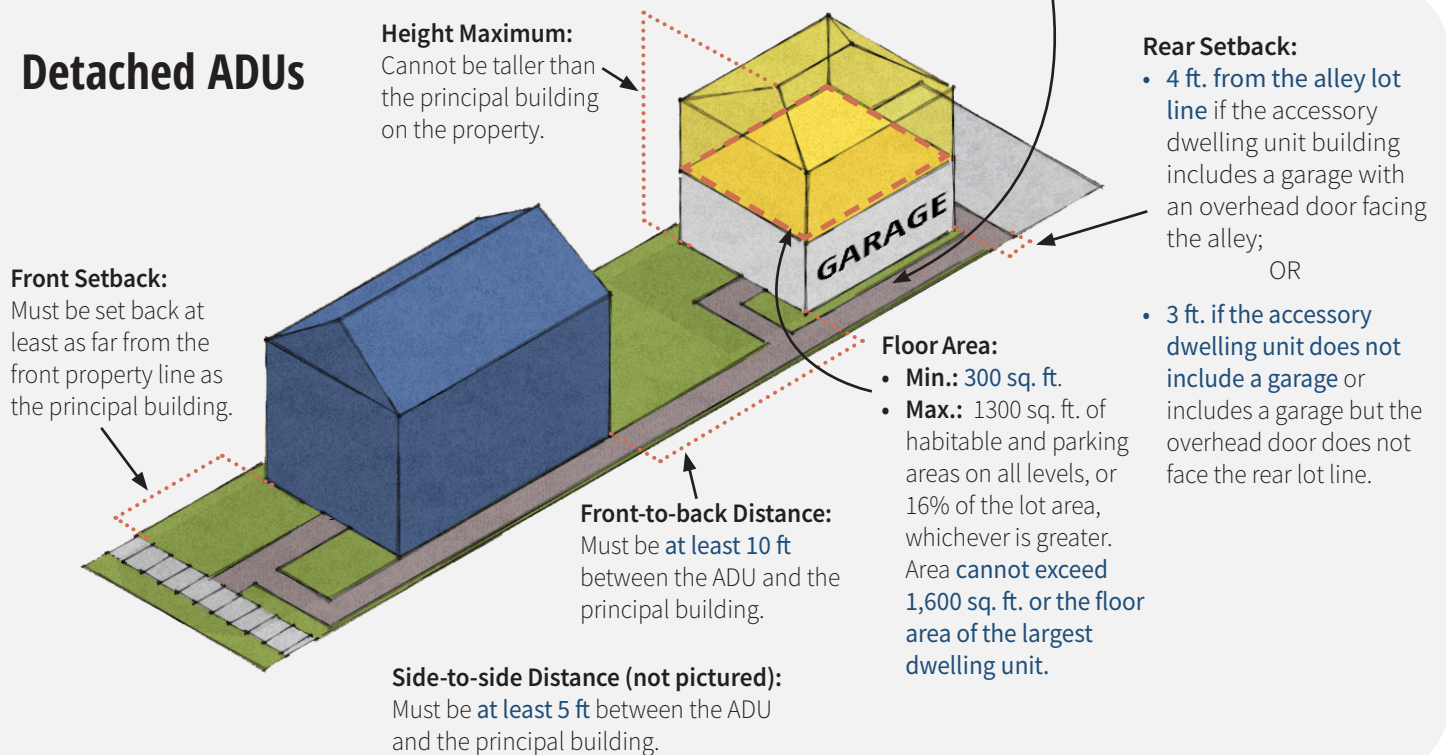 Detached ADUs
Height Maximum:
Cannot be taller than
the principal building
on the property.
Rear Setback:
• 4 ft. from the alley lot
line if the accessory
dwelling unit building
includes a garage with
an overhead door facing
the alley;
OR
• 3 ft. if the accessory
dwelling unit does not
include a garage or
includes a garage but the
overhead door does not
face the rear lot line.
GARAGE
Front Setback:
Must be set back at
least as far from the
front property line as
the principal building.
Floor Area:
• Min.: 300 sq. ft.
• Max.: 1300 sq. ft. of
habitable and parking
areas on all levels, or
16% of the lot area,
whichever is greater.
Area cannot exceed
1,600 sq. ft. or the floor
area of the largest
dwelling unit.
Front-to-back Distance:
Must be at least 10 ft
between the ADU and the
principal building.
Side-to-side Distance (not pictured):
Must be at least 5 ft between the ADU
and the principal building.